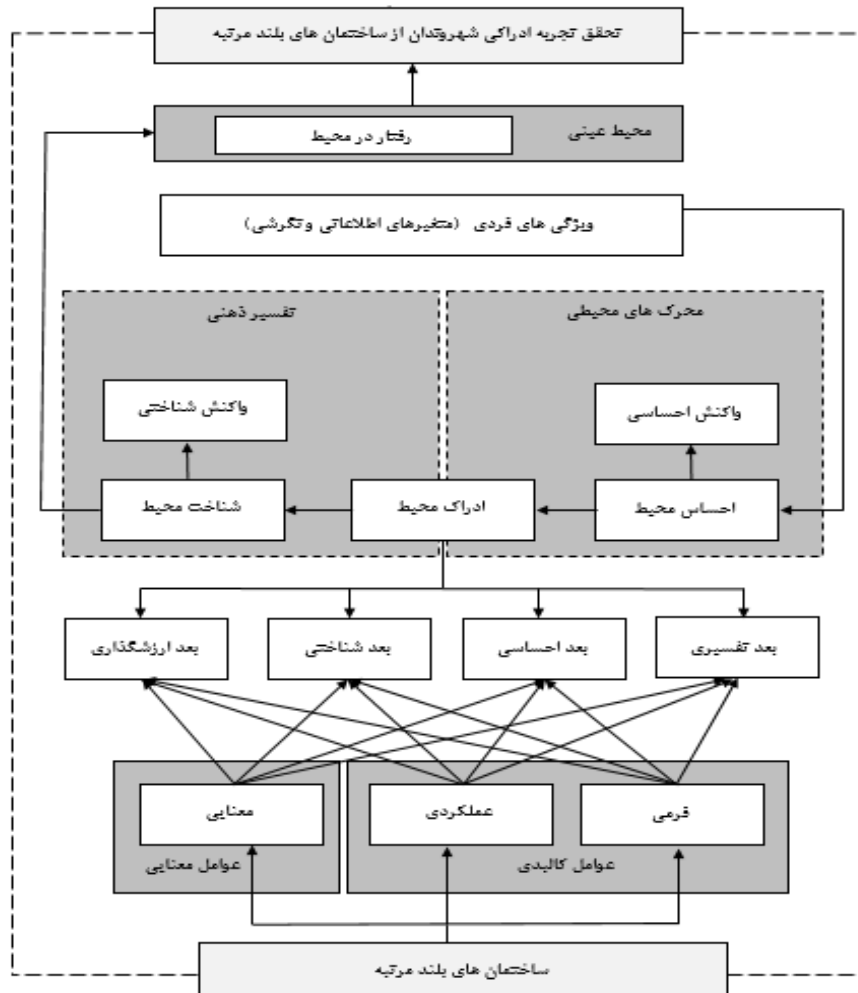 تحقق تجربه ادراکی شهروندان از ساختمان های بلند مرتبه
محیط عینی
رفتار در محیط
ویژگی های فردی (متغیرهای اطلاعاتی و نگرشی)
محرک های محیطی
تفسیر ذهنی
واکنش احساسی
واکنش شناختی
احساس محیط
ادراک محیط
شناخت محیط
بعد تفسیری
بعد احساسی
بعد شناختی
بعد ارزشگذاری
فرمی
عملکردی
معنایی
عوامل کالبدی
عوامل معنایی
ساختمان های بلند مرتبه